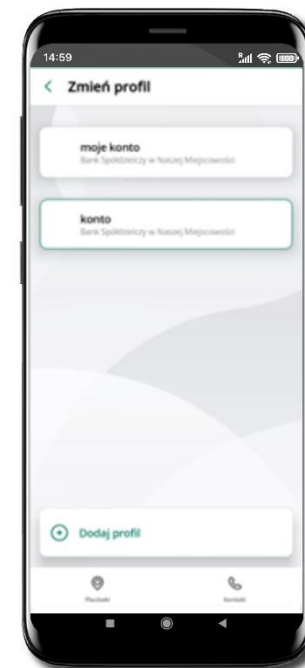 14:59
Zmień profil
moje konto
Bank Spółdzielczy w Naszej Miejscowości
konto
Bank Spółdzielczy w Naszej Miejscowości
Dodaj profil
Placówki
Kontakt